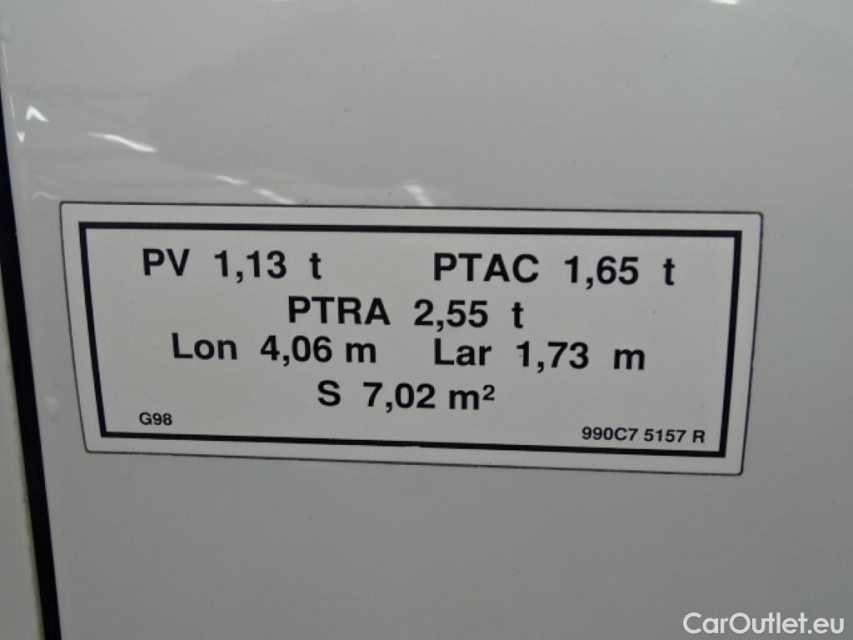 PV 1,13 t PTAC 1,65 t
PTRA 2,55 t
Lon 4,06 m Lar 1,73 m
S 7,02 m²
G98 990C7 5157 R
CarOutlet.eu